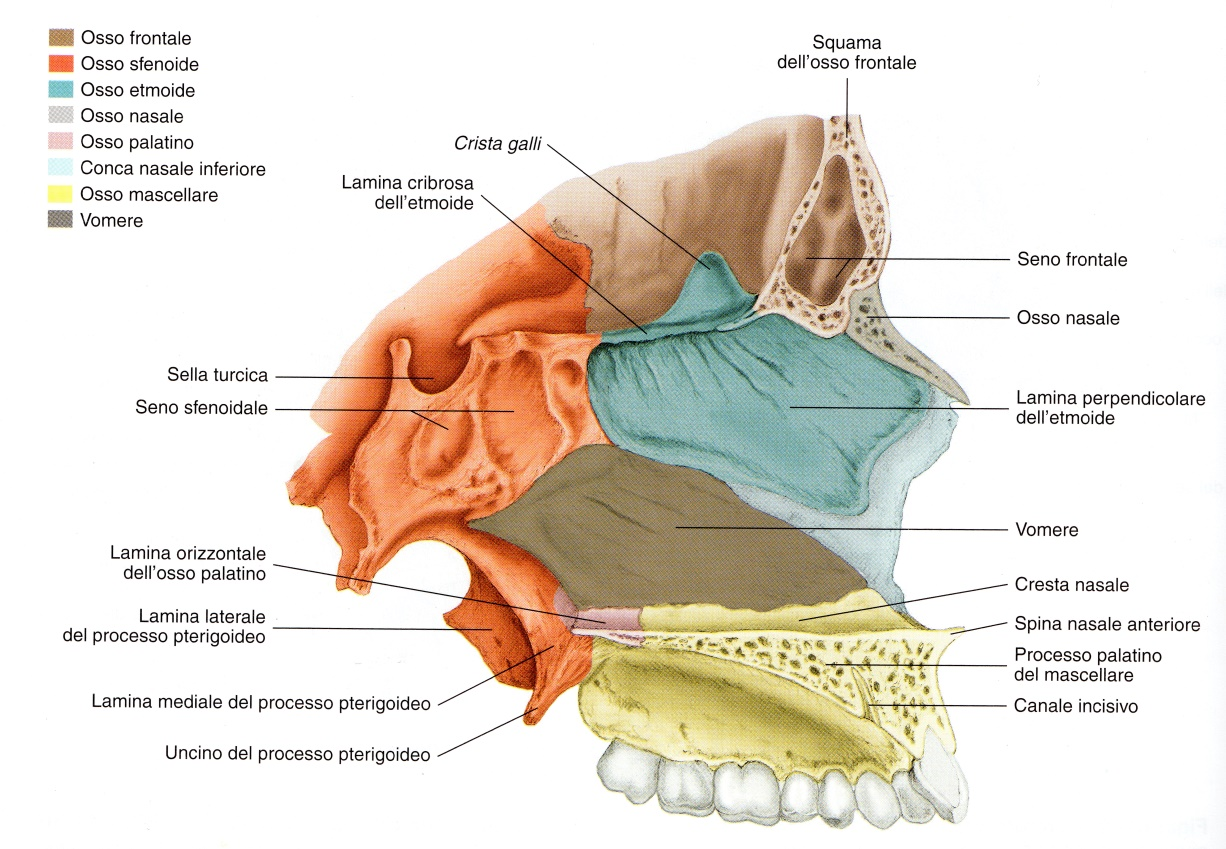 Osso frontale
Osso sfenoide
Osso etmoide
Osso nasale
Osso palatino
Conca nasale inferiore
Osso mascellare
Vomere
Squama
dell'osso frontale
Crista galli
Lamina cribrosa
dell'etmoide
Seno frontale
Osso nasale
Sella turcica
Seno sfenoidale
Lamina perpendicolare
dell'etmoide
Vomere
Lamina orizzontale
dell'osso palatino
Cresta nasale
Lamina laterale
del processo pterigoideo
Spina nasale anteriore
Processo palatino
del mascellare
Lamina mediale del processo pterigoideo
Canale incisivo
Uncino del processo pterigoideo